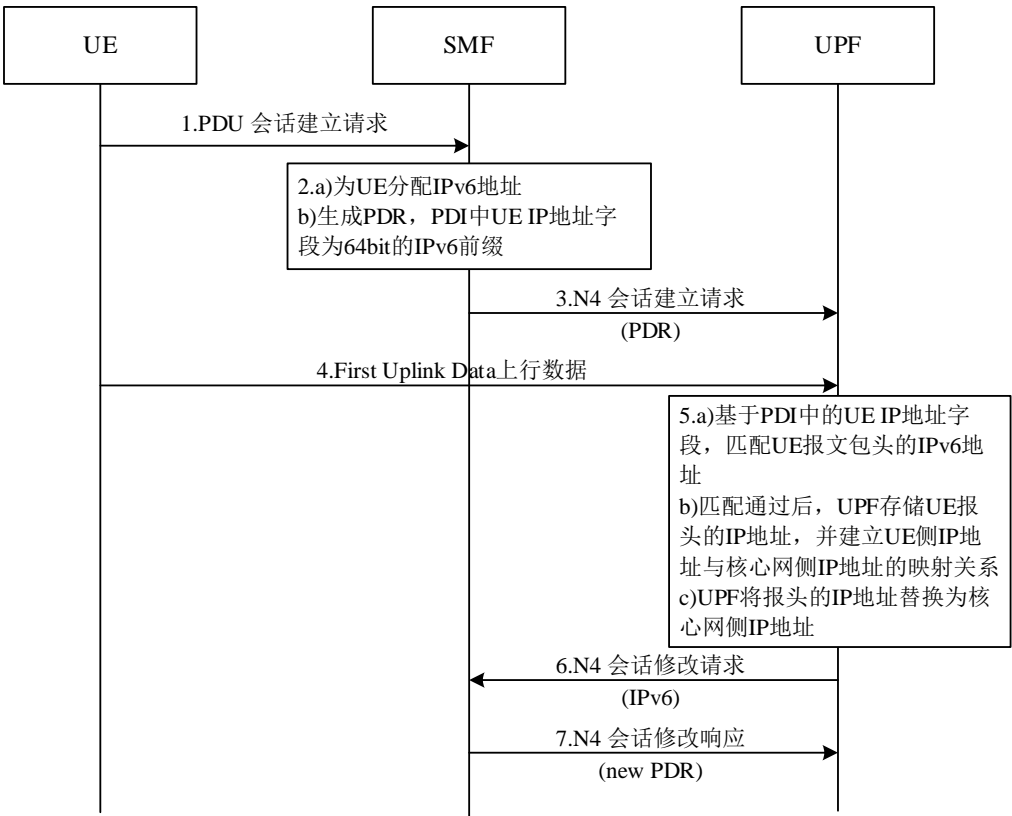 UE
SMF
UPF
1.PDU 会话建立请求
2.a)为UE分配IPv6地址
b)生成PDR，PDI中UE IP地址字
段为64bit的IPv6前缀
3.N4 会话建立请求
(PDR)
4.First Uplink Data上行数据
5.a)基于PDI中的UE IP地址字
段，匹配UE报文包头的IPv6地
址
b)匹配通过后，UPF存储UE报
头的IP地址，并建立UE侧IP地
址与核心网侧IP地址的映射关系
c)UPF将报头的IP地址替换为核
心网侧IP地址
6.N4 会话修改请求
(IPv6)
7.N4 会话修改响应
(new PDR)